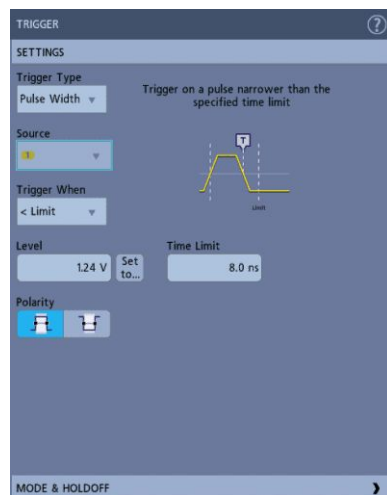 TRIGGER ?
SETTINGS
Trigger Type
Pulse Width
Trigger on a pulse narrower than the
specified time limit
T
Source
1
Trigger When
< Limit
Limit
Level
1.24 V
Set
to...
Time Limit
8.0 ns
Polarity
MODE & HOLDOFF